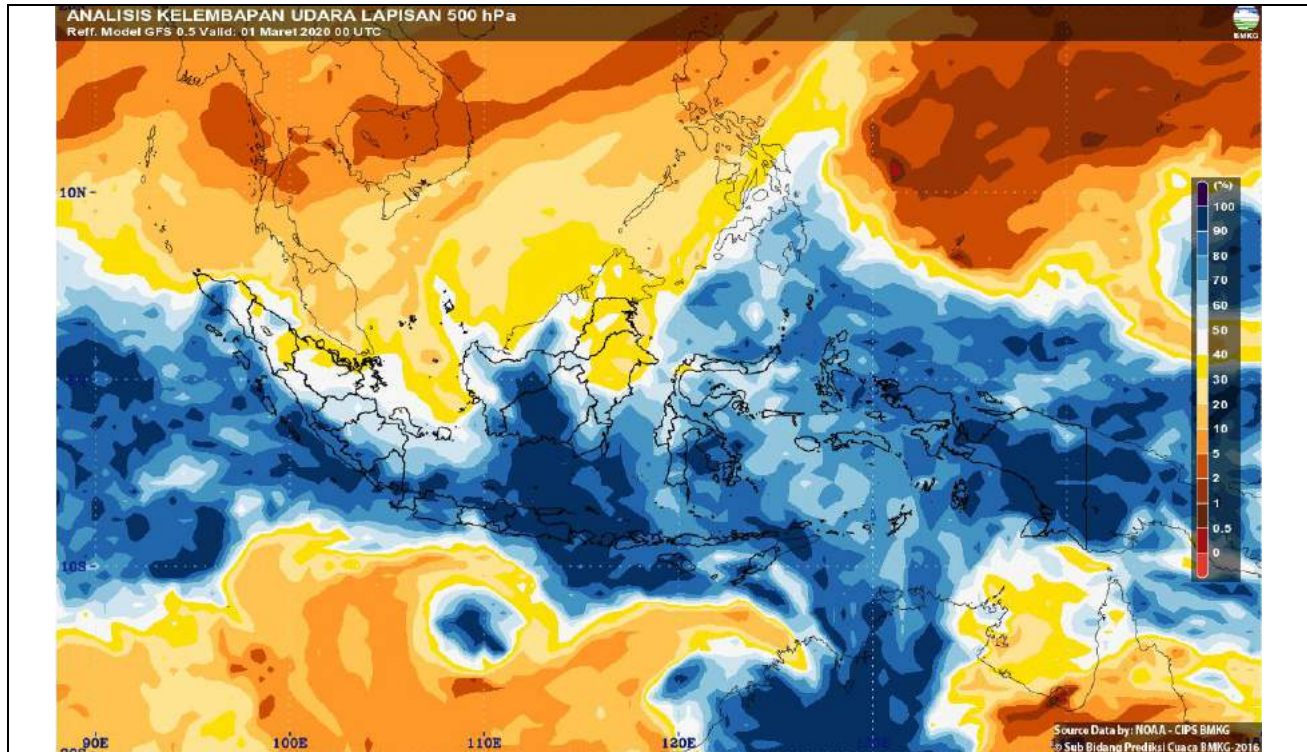 ANALISIS KELEMBAPAN UDARA LAPISAN 500 hPa
Reff. Model GFS 0.5 Valid: 01 Maret 2020 00 UTC
BMKG
10N
(%)
100
90
80
70
60
50
40
30
20
10
5
2
1
0.5
0
10S
90E
100E
110E
120E
Source Data by: NOAA - CIPS BMKG
© Sub Bidang Prediksi Cuaca BMKG-2016